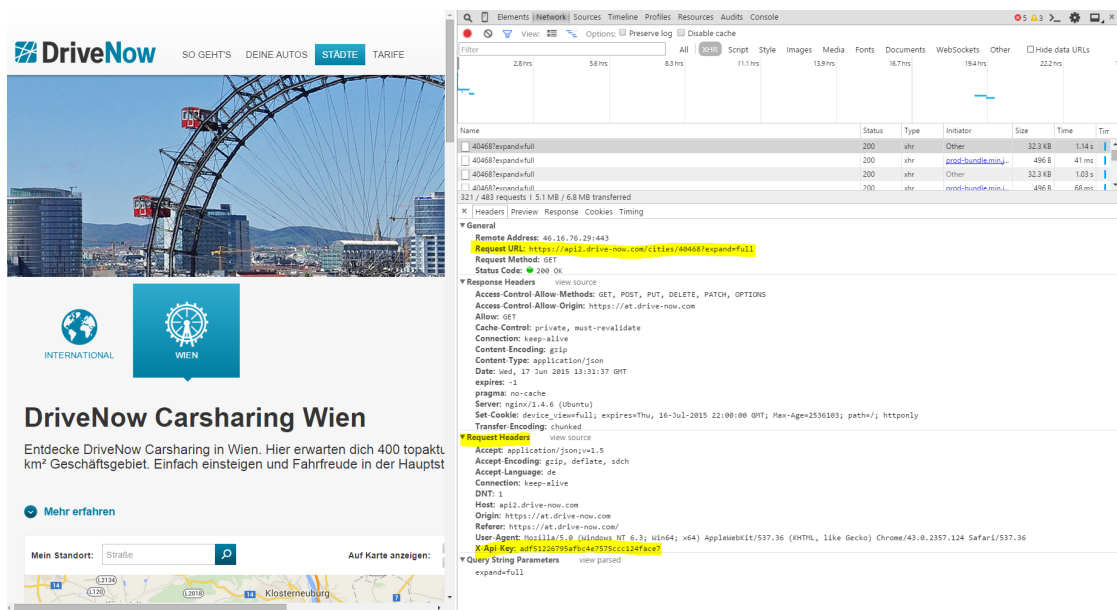 DriveNow
SO GEHT'S DEINE AUTOS STÄDTE TARIFE
INTERNATIONAL
WIEN
DriveNow Carsharing Wien
Entdecke DriveNow Carsharing in Wien. Hier erwarten dich 400 topaktu
km² Geschäftsgebiet. Einfach einsteigen und Fahrfreude in der Hauptst
Mehr erfahren
Mein Standort: Straße Auf Karte anzeigen:
L2134
14 L120 L2018 14 Klosterneuburg 7
Elements Network Sources Timeline Profiles Resources Audits Console 5 3
View: Options: Preserve log Disable cache
Filter All XHR Script Style Images Media Fonts Documents WebSockets Other Hide data URLs
2.8 hrs 5.6 hrs 8.3 hrs 11.1 hrs 13.9 hrs 16.7 hrs 19.4 hrs 22.2 hrs
Name Status Type Initiator Size Time Tim
40468?expand=full 200 xhr Other 32.3 KB 1.14 s
40468?expand=full 200 xhr prod-bundle.min.j... 496 B 41 ms
40468?expand=full 200 xhr Other 32.3 KB 1.03 s
40468?expand=full 200 xhr prod-bundle.min.j... 496 B 68 ms
321 / 483 requests | 5.1 MB / 6.8 MB transferred
× Headers Preview Response Cookies Timing
General
Remote Address: 46.16.76.29:443
Request URL: https://api2.drive-now.com/cities/40468?expand=full
Request Method: GET
Status Code: 200 OK
Response Headers view source
Access-Control-Allow-Methods: GET, POST, PUT, DELETE, PATCH, OPTIONS
Access-Control-Allow-Origin: https://at.drive-now.com
Allow: GET
Cache-Control: private, must-revalidate
Connection: keep-alive
Content-Encoding: gzip
Content-Type: application/json
Date: Wed, 17 Jun 2015 13:31:37 GMT
expires: -1
pragma: no-cache
Server: nginx/1.4.6 (Ubuntu)
Set-Cookie: device_view=full; expires=Thu, 16-Jul-2015 22:00:00 GMT; Max-Age=2536103; path=/; httponly
Transfer-Encoding: chunked
Request Headers view source
Accept: application/json;v=1.5
Accept-Encoding: gzip, deflate, sdch
Accept-Language: de
Connection: keep-alive
DNT: 1
Host: api2.drive-now.com
Origin: https://at.drive-now.com
Referer: https://at.drive-now.com/
User-Agent: Mozilla/5.0 (Windows NT 6.3; Win64; x64) AppleWebKit/537.36 (KHTML, like Gecko) Chrome/43.0.2357.124 Safari/537.36
X-Api-Key: adf51226795afbc4e7575ccc124face7
Query String Parameters view parsed
expand=full